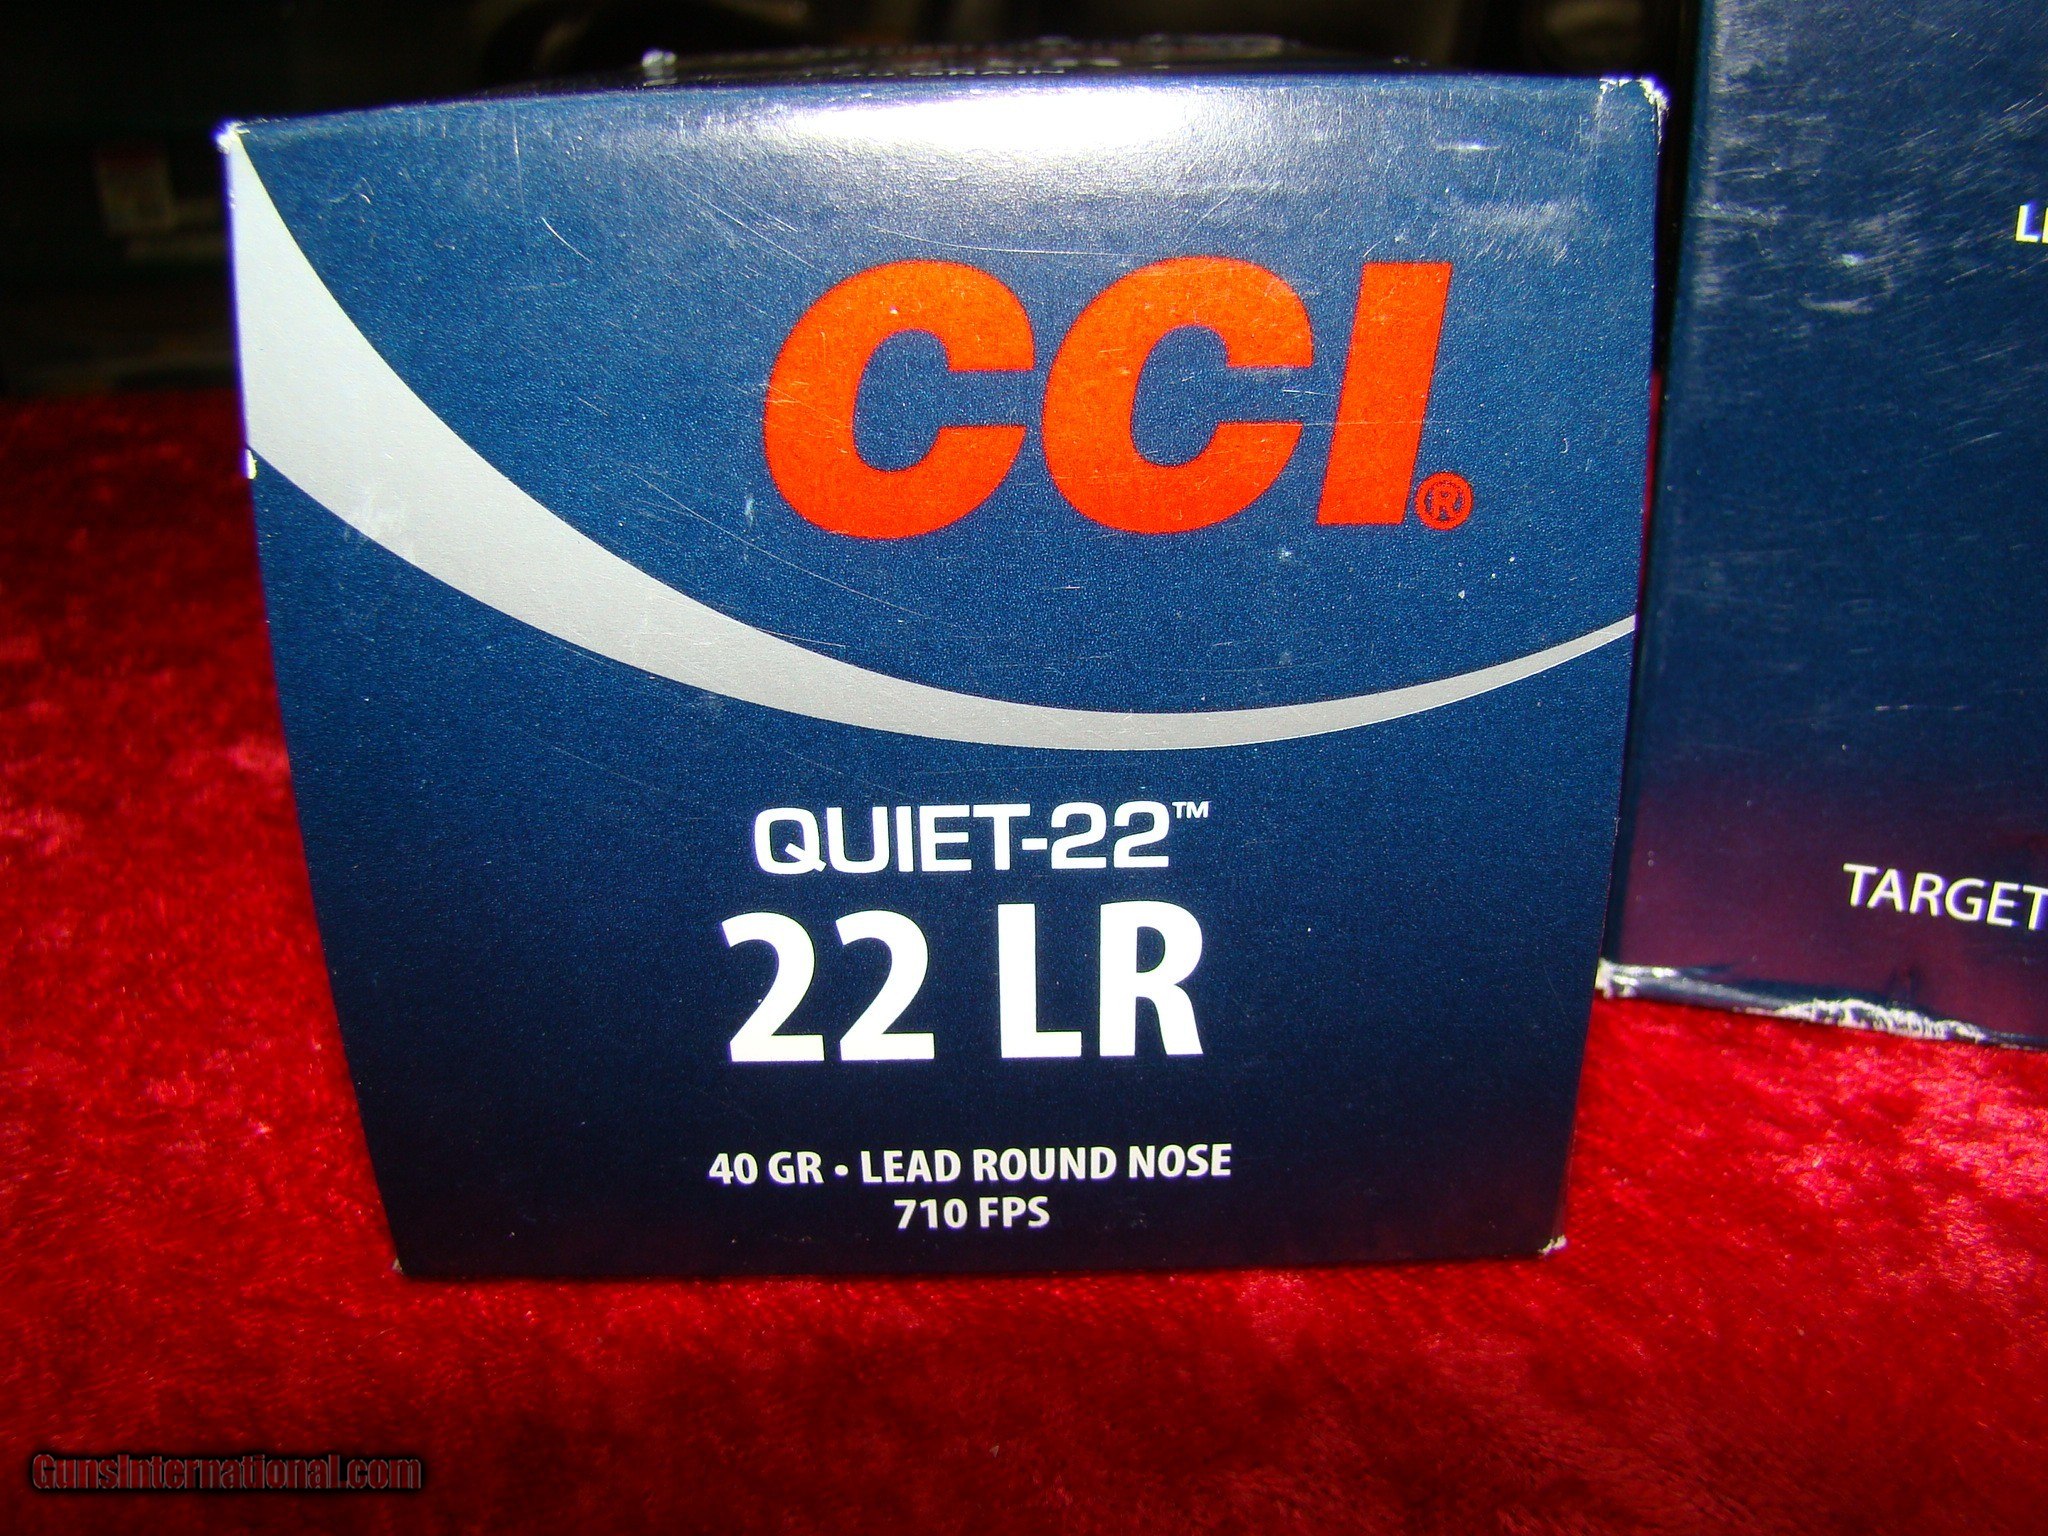 CCI®
QUIET-22™
22 LR
40 GR • LEAD ROUND NOSE
710 FPS
TARGET
GunsInternational.com